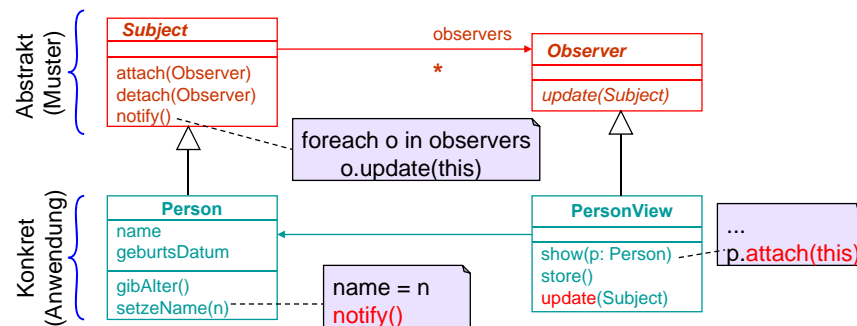 Abstrakt
(Muster)
Subject
attach(Observer)
detach(Observer)
notify()
observers
*
Observer
update(Subject)
foreach o in observers
o.update(this)
Konkret
(Anwendung)
Person
name
geburtsDatum
gibAlter()
setzeName(n)
name = n
notify()
PersonView
show(p: Person)
store()
update(Subject)
...
p.attach(this)